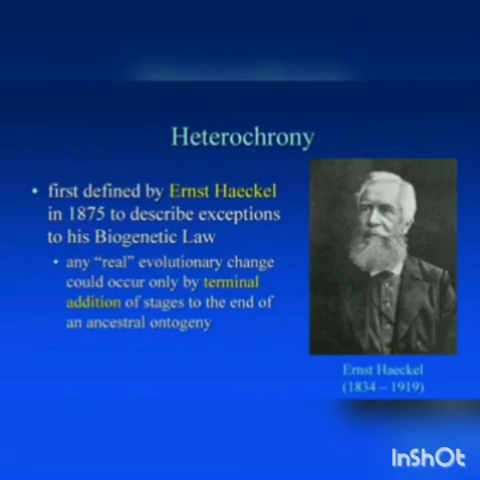 Heterochrony
• first defined by Ernst Haeckel
in 1875 to describe exceptions
to his Biogenetic Law
• any “real” evolutionary change
could occur only by terminal
addition of stages to the end of
an ancestral ontogeny
Ernst Haeckel
(1834 – 1919)
InShOt